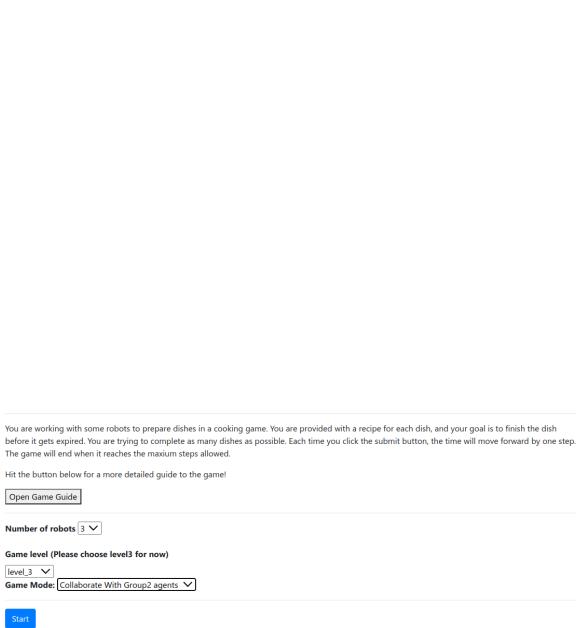 You are working with some robots to prepare dishes in a cooking game. You are provided with a recipe for each dish, and your goal is to finish the dish
before it gets expired. You are trying to complete as many dishes as possible. Each time you click the submit button, the time will move forward by one step.
The game will end when it reaches the maxium steps allowed.
Hit the button below for a more detailed guide to the game!
Open Game Guide
Number of robots 3
Game level (Please choose level3 for now)
level_3
Game Mode: Collaborate With Group2 agents
Start